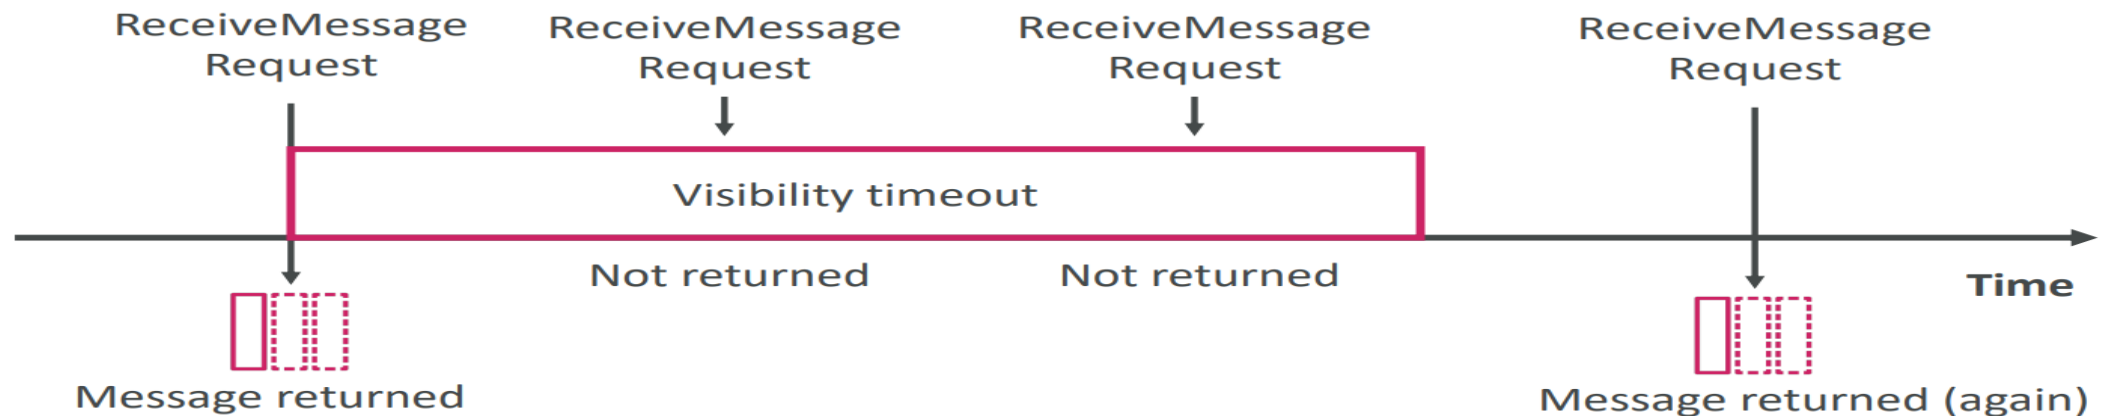 ReceiveMessage
Request
ReceiveMessage
Request
ReceiveMessage
Request
ReceiveMessage
Request
Visibility timeout
Not returned
Not returned
Time
Message returned
Message returned (again)